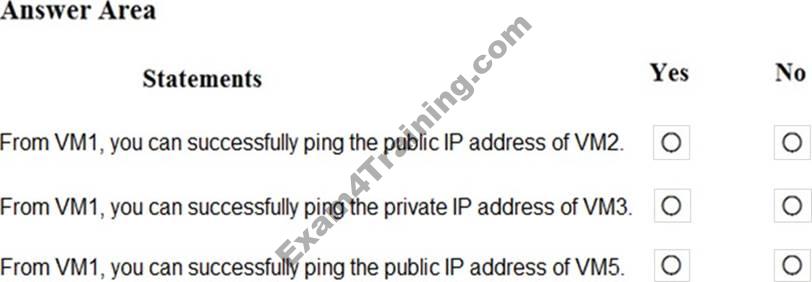 Answer Area
Statements Yes No
From VM1, you can successfully ping the public IP address of VM2.
From VM1, you can successfully ping the private IP address of VM3.
From VM1, you can successfully ping the public IP address of VM5.
Exam4Training.com